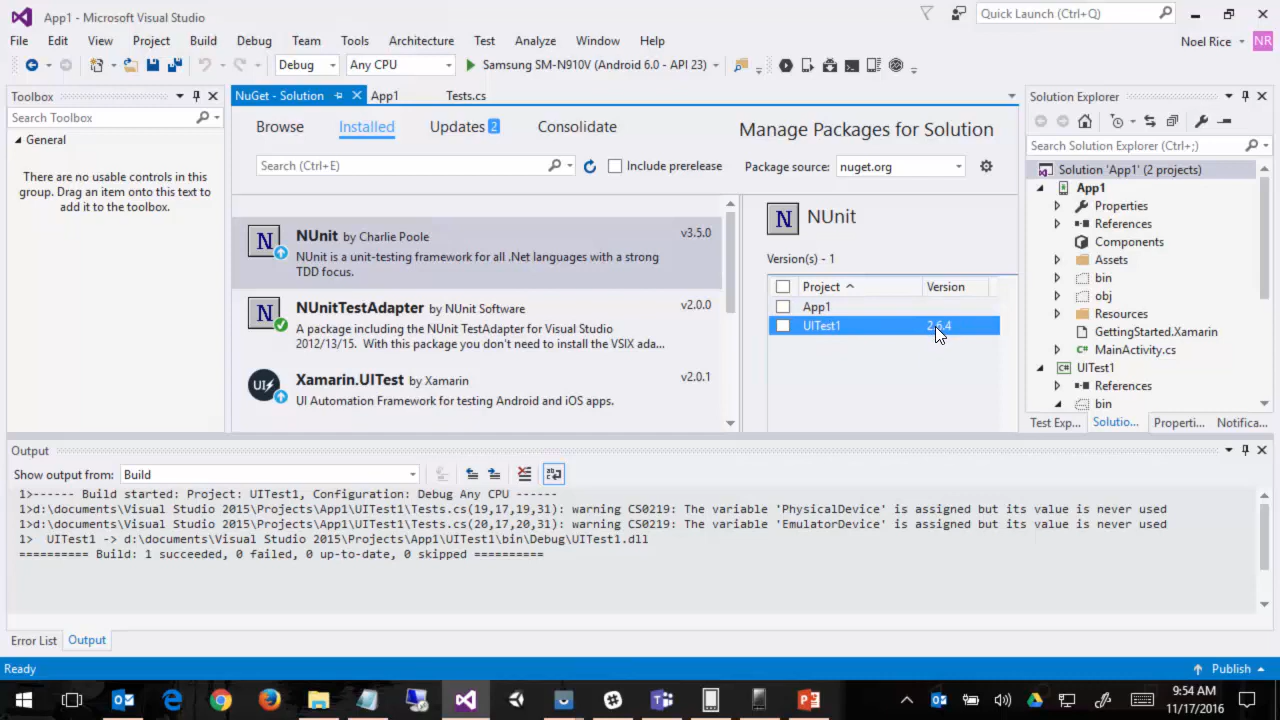 App1 - Microsoft Visual Studio
Quick Launch (Ctrl+Q)
File Edit View Project Build Debug Team Tools Architecture Test Analyze Window Help
Noel Rice
NR
Debug
Any CPU
Samsung SM-N910V (Android 6.0 - API 23)
Toolbox
Search Toolbox
General
There are no usable controls in this
group. Drag an item onto this text to
add it to the toolbox.
NuGet - Solution
App1
Tests.cs
Browse
Installed
Updates 2
Consolidate
Manage Packages for Solution
Search (Ctrl+E)
Include prerelease
Package source: nuget.org
N
NUnit by Charlie Poole
v3.5.0
NUnit is a unit-testing framework for all .Net languages with a strong
TDD focus.
N
NUnitTestAdapter by NUnit Software
v2.0.0
A package including the NUnit TestAdapter for Visual Studio
2012/13/15. With this package you don't need to install the VSIX ada...
UI
Xamarin.UITest by Xamarin
v2.0.1
UI Automation Framework for testing Android and iOS apps.
N
NUnit
Version(s) - 1
Project Version
App1
UITest1 2.6.4
Solution Explorer
Search Solution Explorer (Ctrl+;)
Solution 'App1' (2 projects)
App1
Properties
References
Components
Assets
bin
obj
Resources
GettingStarted.Xamarin
C# MainActivity.cs
C# UITest1
References
bin
Test Exp... Solutio... Properti... Notifica...
Output
Show output from: Build
1>------ Build started: Project: UITest1, Configuration: Debug Any CPU ------
1>d:\documents\Visual Studio 2015\Projects\App1\UITest1\Tests.cs(19,17,19,31): warning CS0219: The variable 'PhysicalDevice' is assigned but its value is never used
1>d:\documents\Visual Studio 2015\Projects\App1\UITest1\Tests.cs(20,17,20,31): warning CS0219: The variable 'EmulatorDevice' is assigned but its value is never used
1> UITest1 -> d:\documents\Visual Studio 2015\Projects\App1\UITest1\bin\Debug\UITest1.dll
========== Build: 1 succeeded, 0 failed, 0 up-to-date, 0 skipped ==========
Error List
Output
Ready
Publish
9:54 AM
11/17/2016